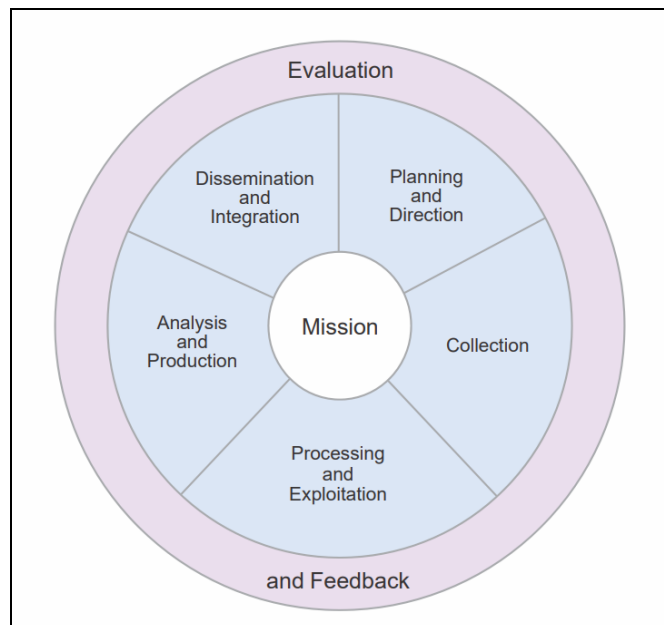 Evaluation
Planning
and
Direction
Collection
Processing
and
Exploitation
Analysis
and
Production
Dissemination
and
Integration
Mission
and Feedback